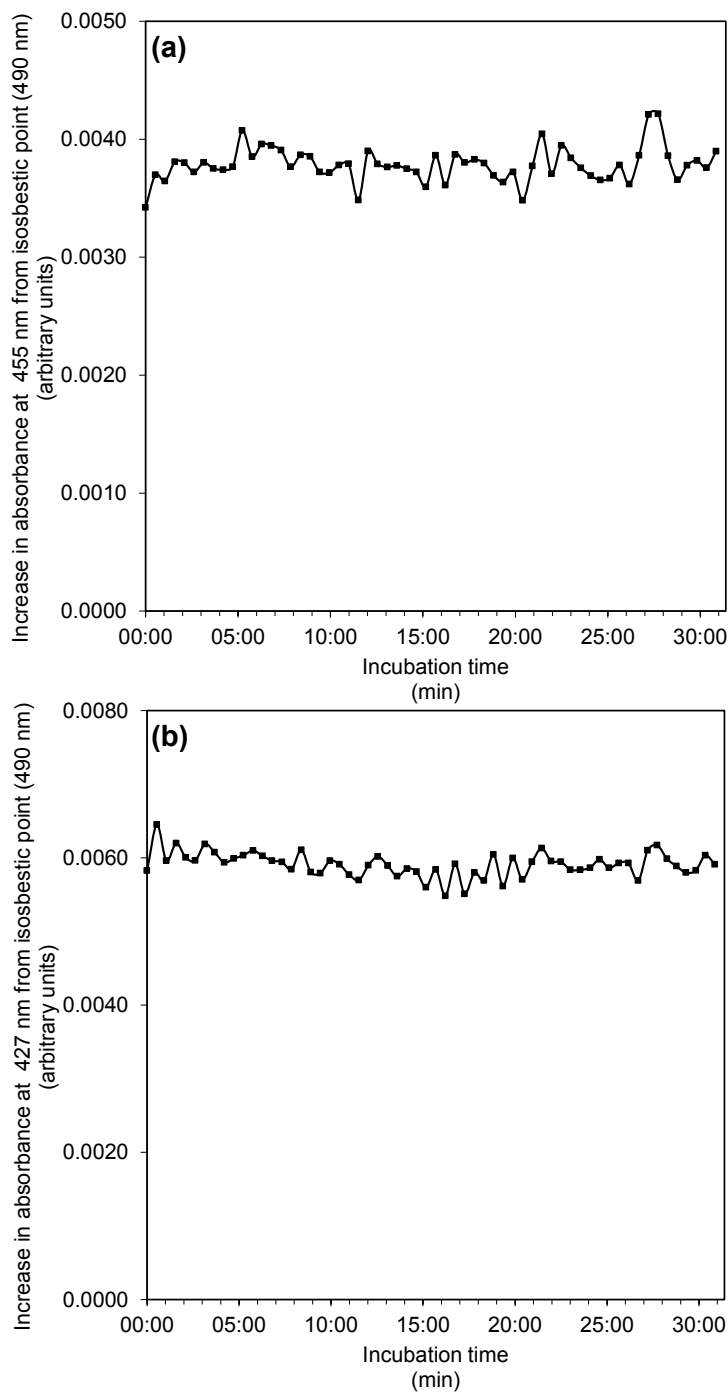 (a)
Increase in absorbance at  455 nm from isosbestic point (490 nm)
(arbitrary units)
0.0050
0.0040
0.0030
0.0020
0.0010
0.0000
00:00 05:00 10:00 15:00 20:00 25:00 30:00
Incubation time
(min)
(b)
Increase in absorbance at  427 nm from isosbestic point (490 nm)
(arbitrary units)
0.0080
0.0060
0.0040
0.0020
0.0000
00:00 05:00 10:00 15:00 20:00 25:00 30:00
Incubation time
(min)